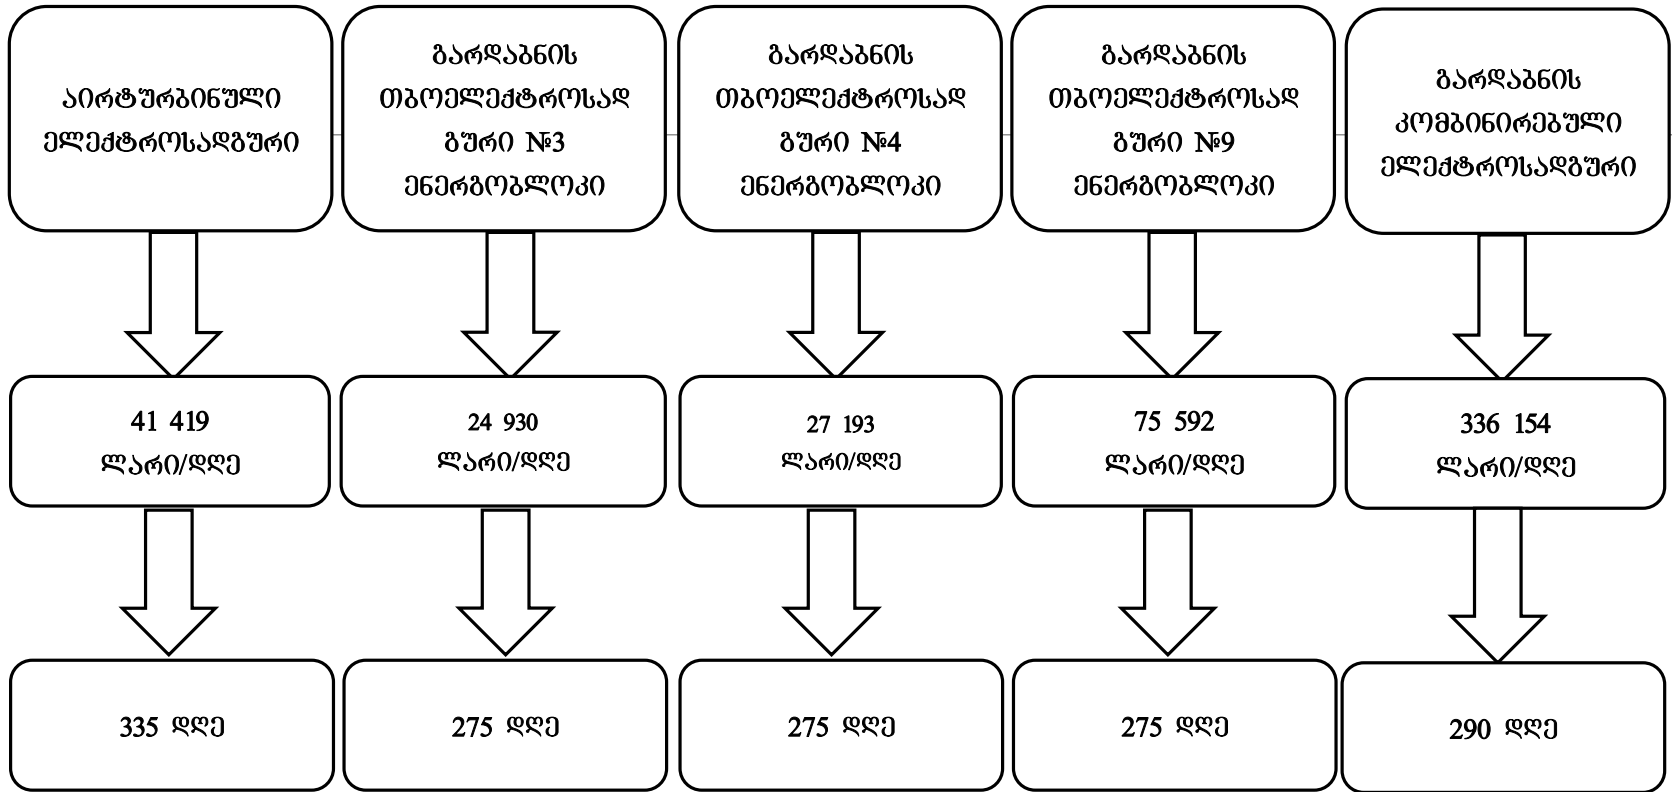 აირტურბინული
ელექტროსადგური
გარდაბნის
თბოელექტროსად
გური №3
ენერგობლოკი
გარდაბნის
თბოელექტროსად
გური №4
ენერგობლოკი
გარდაბნის
თბოელექტროსად
გური №9
ენერგობლოკი
გარდაბნის
კომბინირებული
ელექტროსადგური
41 419
ლარი/დღე
24 930
ლარი/დღე
27 193
ლარი/დღე
75 592
ლარი/დღე
336 154
ლარი/დღე
335 დღე
275 დღე
275 დღე
275 დღე
290 დღე